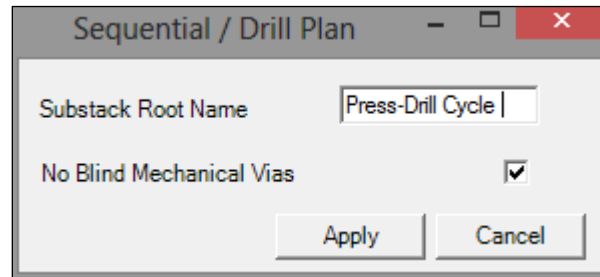 Sequential / Drill Plan
Substack Root Name Press-Drill Cycle
No Blind Mechanical Vias
Apply Cancel